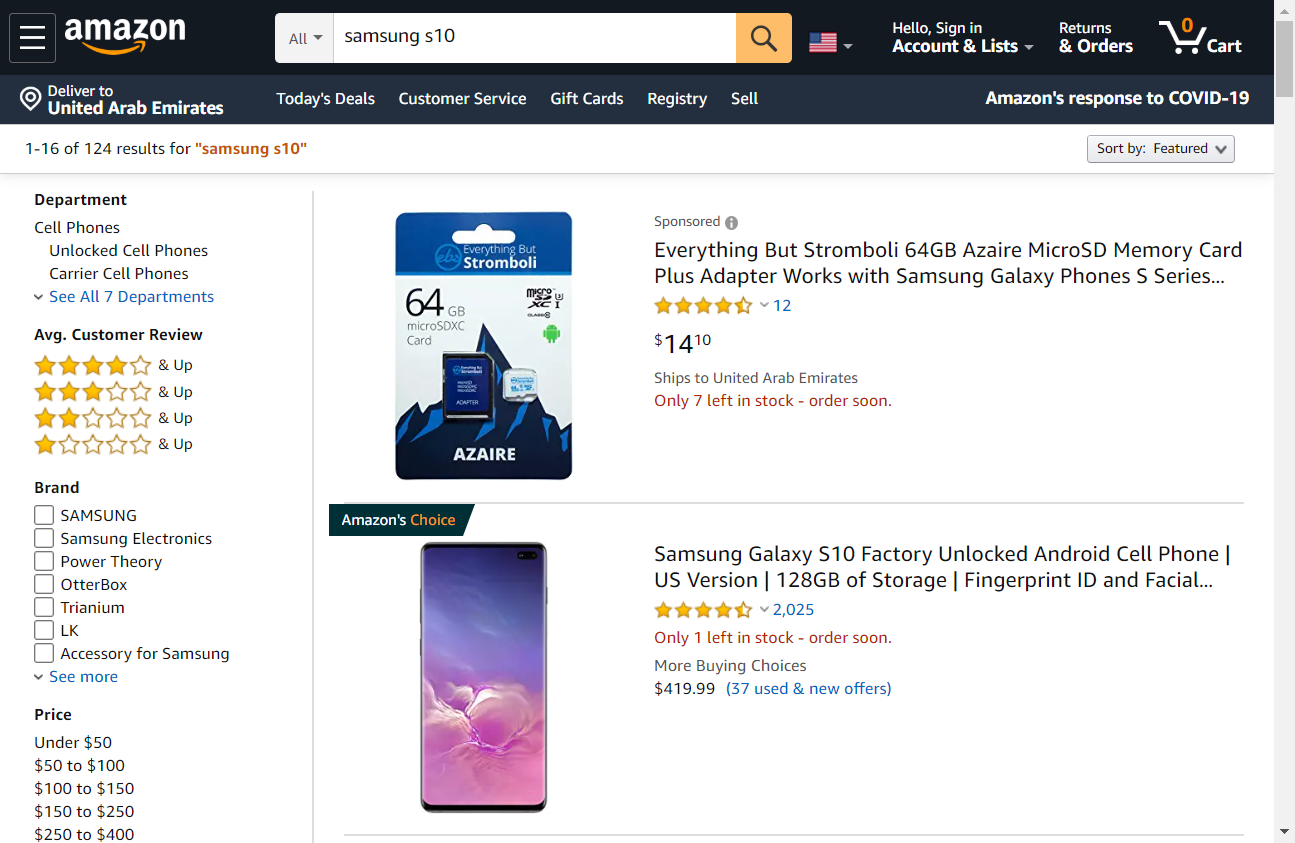 amazon
All
samsung s10
Hello, Sign in
Account & Lists
Returns
& Orders
0
Cart
Deliver to
United Arab Emirates
Today's Deals
Customer Service
Gift Cards
Registry
Sell
Amazon's response to COVID-19
1-16 of 124 results for "samsung s10"
Sort by: Featured
Department
Cell Phones
Unlocked Cell Phones
Carrier Cell Phones
See All 7 Departments
Avg. Customer Review
& Up
& Up
& Up
& Up
Brand
SAMSUNG
Samsung Electronics
Power Theory
OtterBox
Trianium
LK
Accessory for Samsung
See more
Price
Under $50
$50 to $100
$100 to $150
$150 to $250
$250 to $400
ebs
Everything But
Stromboli
64 GB
microSDXC
Card
ADAPTER
AZAIRE
Sponsored
Everything But Stromboli 64GB Azaire MicroSD Memory Card
Plus Adapter Works with Samsung Galaxy Phones S Series...
12
$1410
Ships to United Arab Emirates
Only 7 left in stock - order soon.
Amazon's Choice
Samsung Galaxy S10 Factory Unlocked Android Cell Phone |
US Version | 128GB of Storage | Fingerprint ID and Facial...
2,025
Only 1 left in stock - order soon.
More Buying Choices
$419.99 (37 used & new offers)